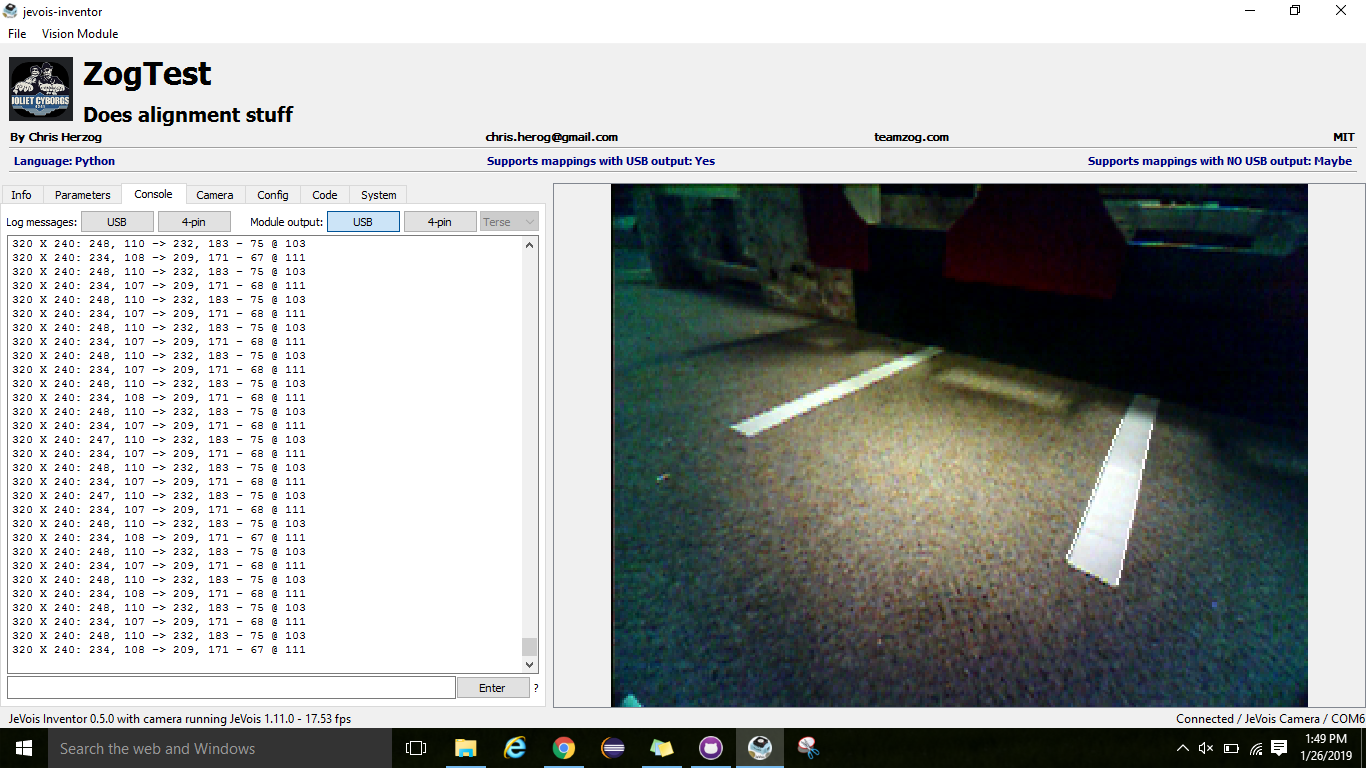 jevois-inventor
File Vision Module
JOLIET CYBORGS
ZogTest
Does alignment stuff
By Chris Herzog chris.herog@gmail.com teamzog.com MIT
Language: Python Supports mappings with USB output: Yes Supports mappings with NO USB output: Maybe
Info Parameters Console Camera Config Code System
Log messages: USB 4-pin Module output: USB 4-pin Terse
320 X 240: 248, 110 -> 232, 183 - 75 @ 103
320 X 240: 234, 108 -> 209, 171 - 67 @ 111
320 X 240: 248, 110 -> 232, 183 - 75 @ 103
320 X 240: 234, 107 -> 209, 171 - 68 @ 111
320 X 240: 248, 110 -> 232, 183 - 75 @ 103
320 X 240: 234, 107 -> 209, 171 - 68 @ 111
320 X 240: 248, 110 -> 232, 183 - 75 @ 103
320 X 240: 234, 107 -> 209, 171 - 68 @ 111
320 X 240: 248, 110 -> 232, 183 - 75 @ 103
320 X 240: 234, 107 -> 209, 171 - 68 @ 111
320 X 240: 248, 110 -> 232, 183 - 75 @ 103
320 X 240: 234, 108 -> 209, 171 - 68 @ 111
320 X 240: 248, 110 -> 232, 183 - 75 @ 103
320 X 240: 234, 107 -> 209, 171 - 68 @ 111
320 X 240: 247, 110 -> 232, 183 - 75 @ 103
320 X 240: 234, 107 -> 209, 171 - 68 @ 111
320 X 240: 248, 110 -> 232, 183 - 75 @ 103
320 X 240: 234, 107 -> 209, 171 - 68 @ 111
320 X 240: 247, 110 -> 232, 183 - 75 @ 103
320 X 240: 234, 107 -> 209, 171 - 68 @ 111
320 X 240: 248, 110 -> 232, 183 - 75 @ 103
320 X 240: 234, 108 -> 209, 171 - 67 @ 111
320 X 240: 248, 110 -> 232, 183 - 75 @ 103
320 X 240: 234, 107 -> 209, 171 - 68 @ 111
320 X 240: 248, 110 -> 232, 183 - 75 @ 103
320 X 240: 234, 108 -> 209, 171 - 68 @ 111
320 X 240: 248, 110 -> 232, 183 - 75 @ 103
320 X 240: 234, 107 -> 209, 171 - 68 @ 111
320 X 240: 248, 110 -> 232, 183 - 75 @ 103
320 X 240: 234, 108 -> 209, 171 - 67 @ 111
Enter ?
JeVois Inventor 0.5.0 with camera running JeVois 1.11.0 - 17.53 fps Connected / JeVois Camera / COM6
Search the web and Windows
1:49 PM
1/26/2019